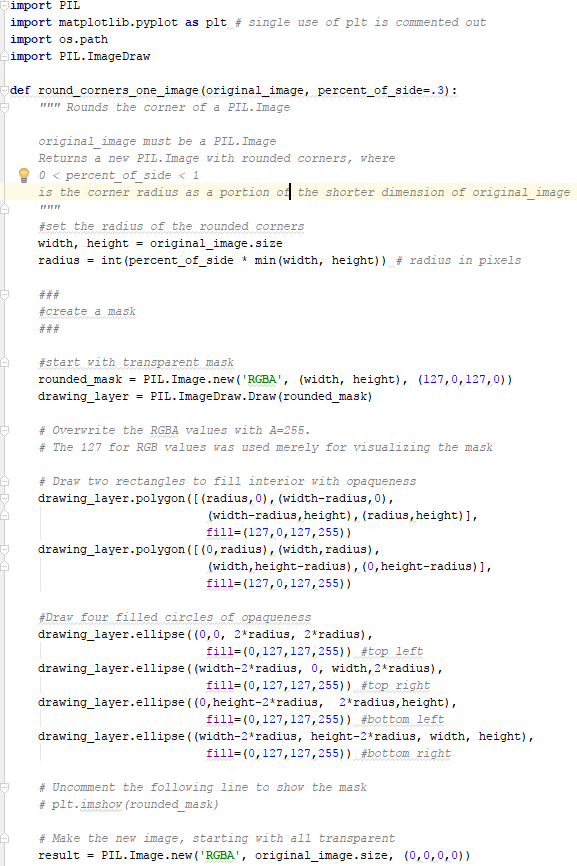 import PIL
import matplotlib.pyplot as plt # single use of plt is commented out
import os.path
import PIL.ImageDraw

def round_corners_one_image(original_image, percent_of_side=.3):
    """ Rounds the corner of a PIL.Image

    original_image must be a PIL.Image
    Returns a new PIL.Image with rounded corners, where
    0 < percent_of_side < 1
    is the corner radius as a portion of the shorter dimension of original_image
    """
    #set the radius of the rounded corners
    width, height = original_image.size
    radius = int(percent_of_side * min(width, height)) # radius in pixels

    ###
    #create a mask
    ###

    #start with transparent mask
    rounded_mask = PIL.Image.new('RGBA', (width, height), (127,0,127,0))
    drawing_layer = PIL.ImageDraw.Draw(rounded_mask)

    # Overwrite the RGBA values with A=255.
    # The 127 for RGB values was used merely for visualizing the mask

    # Draw two rectangles to fill interior with opaqueness
    drawing_layer.polygon([(radius,0),(width-radius,0),
                            (width-radius,height),(radius,height)],
                            fill=(127,0,127,255))
    drawing_layer.polygon([(0,radius),(width,radius),
                            (width,height-radius),(0,height-radius)],
                            fill=(127,0,127,255))

    #Draw four filled circles of opaqueness
    drawing_layer.ellipse((0,0, 2*radius, 2*radius),
                            fill=(0,127,127,255)) #top left
    drawing_layer.ellipse((width-2*radius, 0, width,2*radius),
                            fill=(0,127,127,255)) #top right
    drawing_layer.ellipse((0,height-2*radius,  2*radius,height),
                            fill=(0,127,127,255)) #bottom left
    drawing_layer.ellipse((width-2*radius, height-2*radius, width, height),
                            fill=(0,127,127,255)) #bottom right

    # Uncomment the following line to show the mask
    # plt.imshow(rounded_mask)

    # Make the new image, starting with all transparent
    result = PIL.Image.new('RGBA', original_image.size, (0,0,0,0))